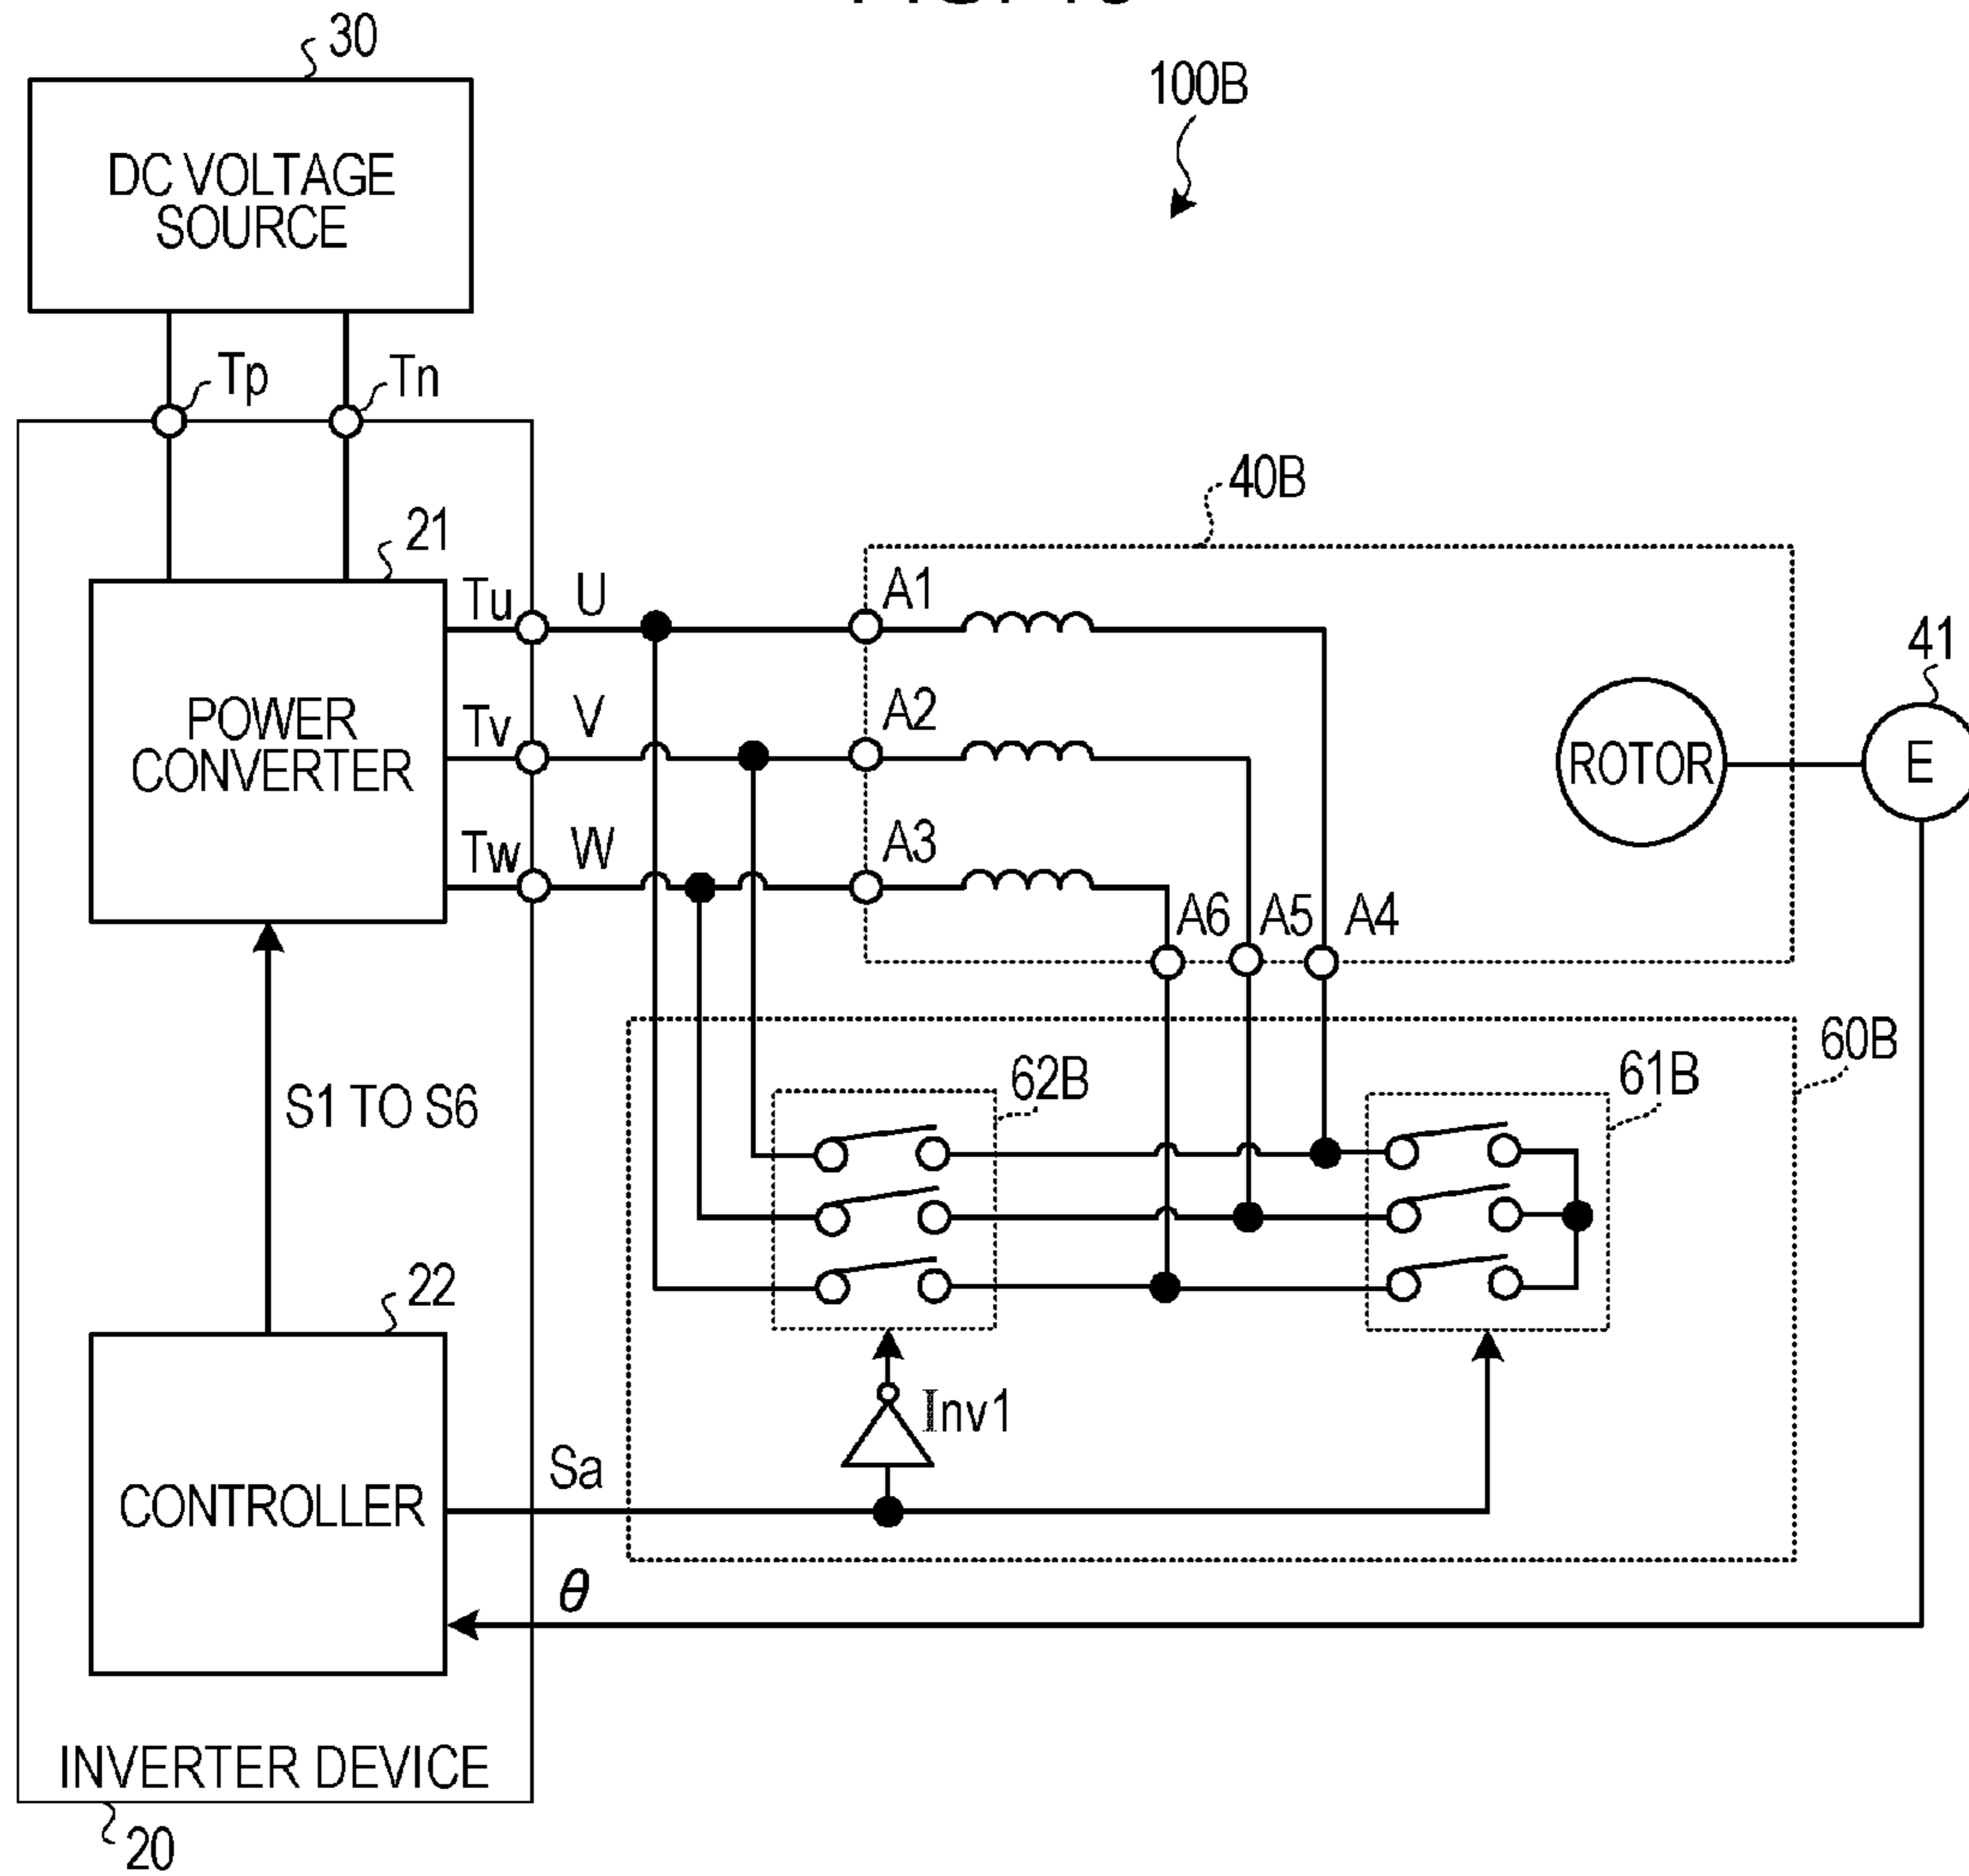 30
100B
DC VOLTAGE
SOURCE
Tp
Tn
40B
21
Tu
U
A1
41
POWER
CONVERTER
Tv
V
A2
ROTOR
E
Tw
W
A3
A6
A5
A4
60B
62B
61B
S1 TO S6
22
Inv1
Sa
CONTROLLER
θ
INVERTER DEVICE
20